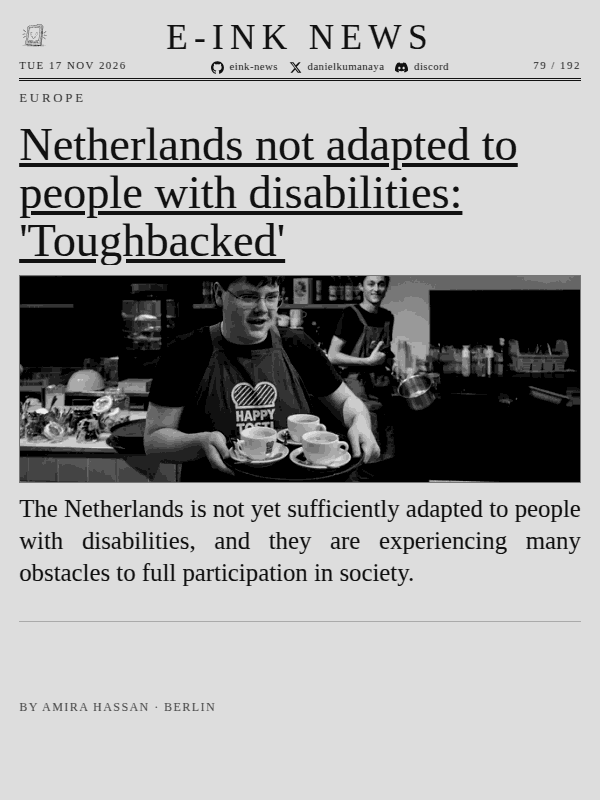 E-INK NEWS
TUE 17 NOV 2026
eink-news danielkumanaya discord
79 / 192
EUROPE
Netherlands not adapted to
people with disabilities:
'Toughbacked'
HAPPY
TOSTI
The Netherlands is not yet sufficiently adapted to people
with disabilities, and they are experiencing many
obstacles to full participation in society.
BY AMIRA HASSAN · BERLIN